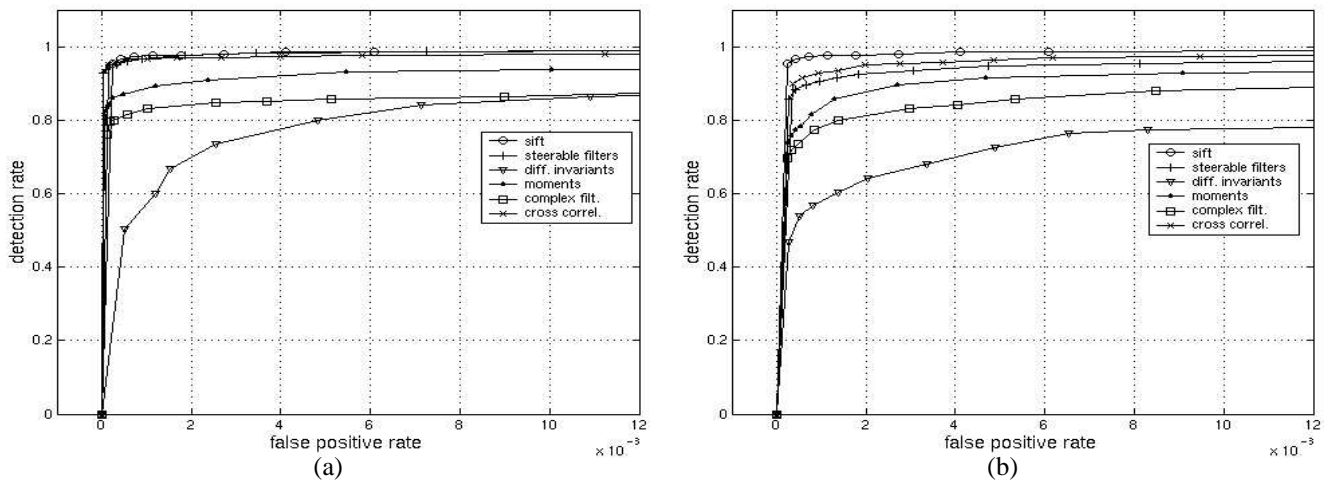 1
0.8
0.6
0.4
0.2
0
detection rate
sift
steerable filters
diff. invariants
moments
complex filt.
cross correl.
0 2 4 6 8 10 12
false positive rate
× 10⁻³
(a)
1
0.8
0.6
0.4
0.2
0
detection rate
sift
steerable filters
diff. invariants
moments
complex filt.
cross correl.
0 2 4 6 8 10 12
false positive rate
× 10⁻³
(b)